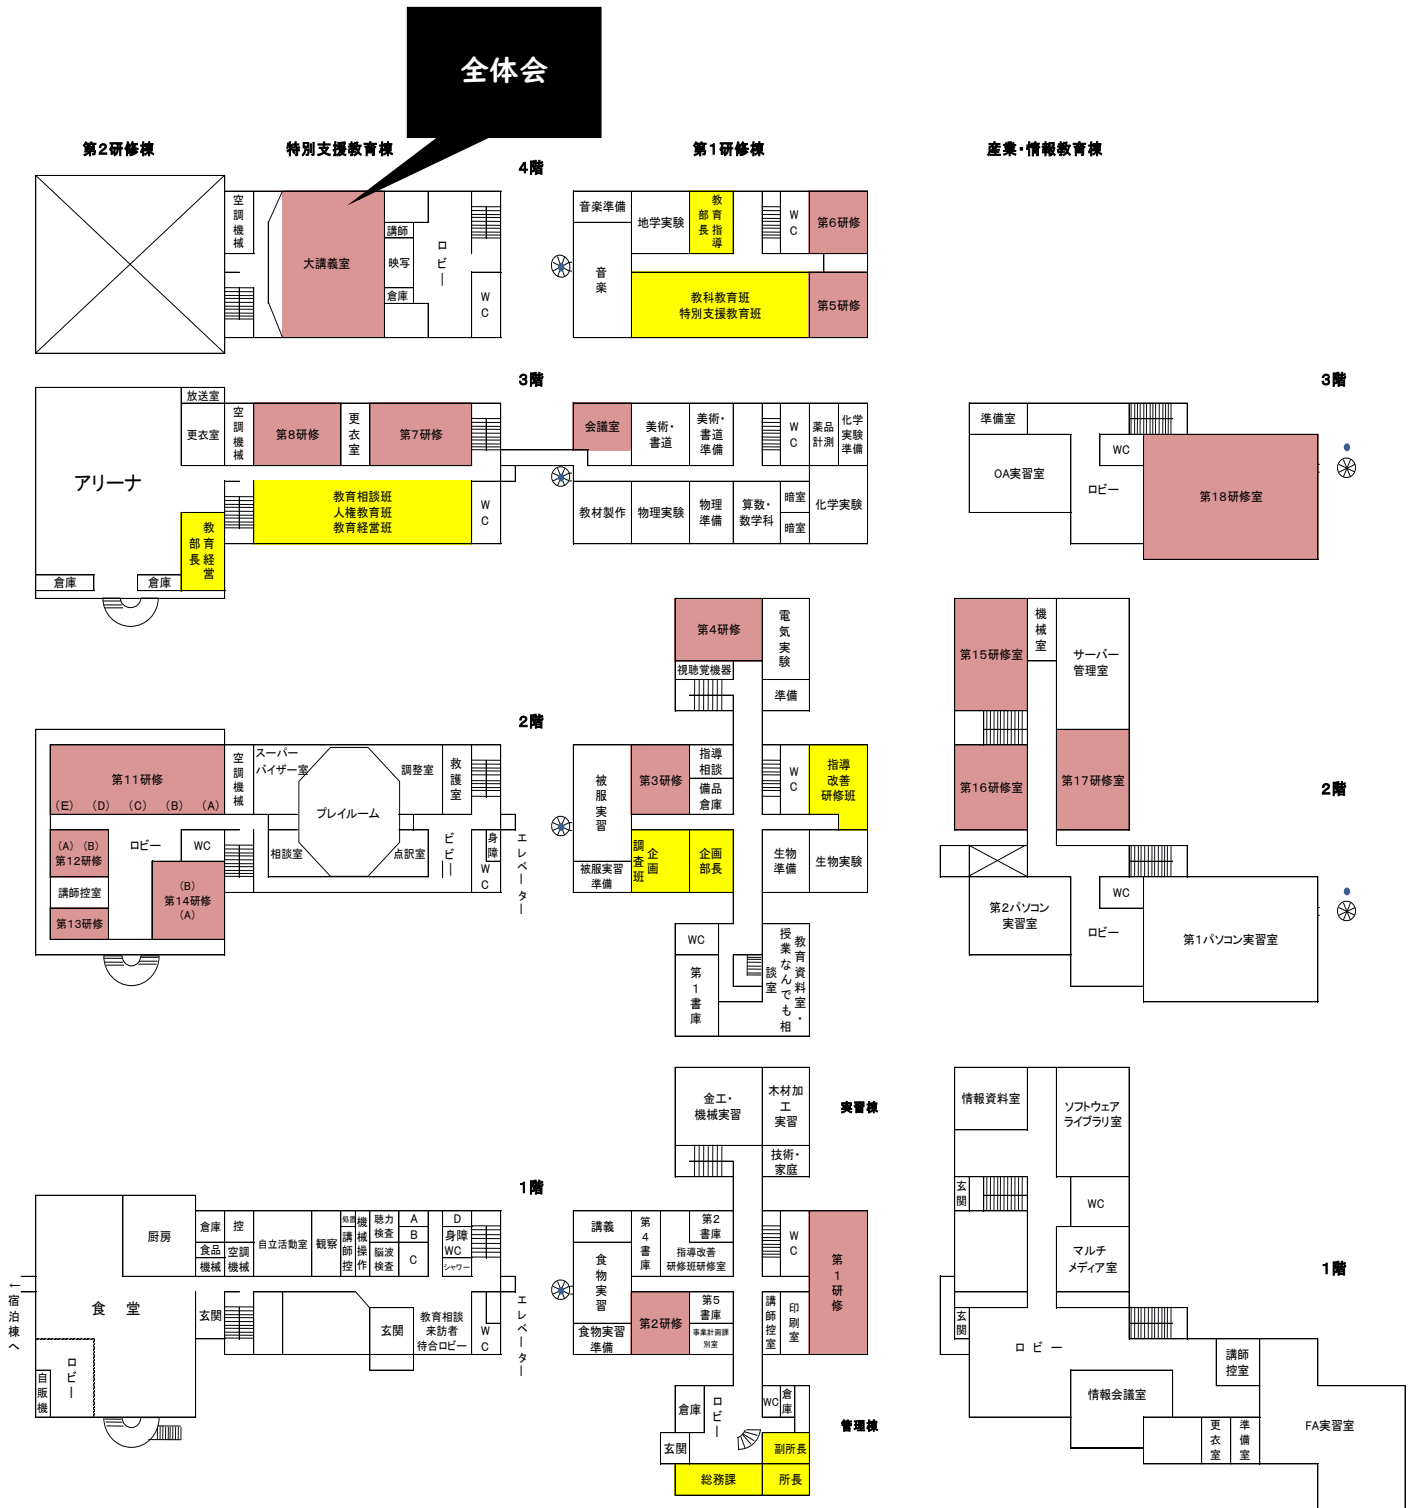 全体会
第2研修棟
特別支援教育棟
第1研修棟
産業・情報教育棟
4階
空調機械
大講義室
講師
映写
倉庫
ロビー
WC
音楽準備
地学実験
教育指導部長
WC
第6研修
音楽
教科教育班
特別支援教育班
第5研修
3階
3階
放送室
更衣室
空調機械
第8研修
更衣室
第7研修
アリーナ
教育相談班
人権教育班
教育経営班
WC
教育経営部長
倉庫
倉庫
会議室
美術・
書道
美術・
書道
準備
WC
薬品
計測
化学
実験
準備
教材製作
物理実験
物理
準備
算数・
数学科
暗室
暗室
化学実験
準備室
OA実習室
WC
ロビー
第18研修室
第4研修
電気実験
視聴覚機器
準備
第15研修室
機械室
サーバー
管理室
2階
2階
第11研修
(E)
(D)
(C)
(B)
(A)
空調機械
スーパー
バイザー室
調整室
救護室
プレイルーム
(A) (B)
第12研修
ロビー
WC
相談室
点訳室
ビビー
身障
WC
エレベーター
講師控室
(B)
第14研修
(A)
第13研修
被服実習
第3研修
指導
相談
備品
倉庫
WC
指導
改善
研修班
被服実習
準備
企画調査班
企画
部長
生物
準備
生物実験
WC
第1書庫
教育資料室・
授業なんでも相
談室
第16研修室
第17研修室
第2パソコン
実習室
WC
ロビー
第1パソコン実習室
金工・
機械実習
木材加
工
実習
実習棟
技術・
家庭
情報資料室
ソフトウェア
ライブラリ室
1階
1階
厨房
倉庫
控
食品
機械
空調
機械
自立活動室
観察
処置
講師控
機械操作
聴力
検査
脳波
検査
A
B
C
D
身障
WC
シャワー
←宿泊棟へ
食 堂
玄関
玄関
教育相談
来訪者
待合ロビー
WC
エレベーター
ロビー
自販機
講義
第4書庫
第2
書庫
指導改善
研修班研修室
WC
第1研修
食物実習
第2研修
第5
書庫
事業計画課
別室
講師控室
印刷室
食物実習
準備
倉庫
ロビー
WC
倉庫
管理棟
玄関
副所長
総務課
所長
玄関
WC
マルチ
メディア室
玄関
ロ ビ ー
講師
控室
情報会議室
更衣室
準備室
FA実習室